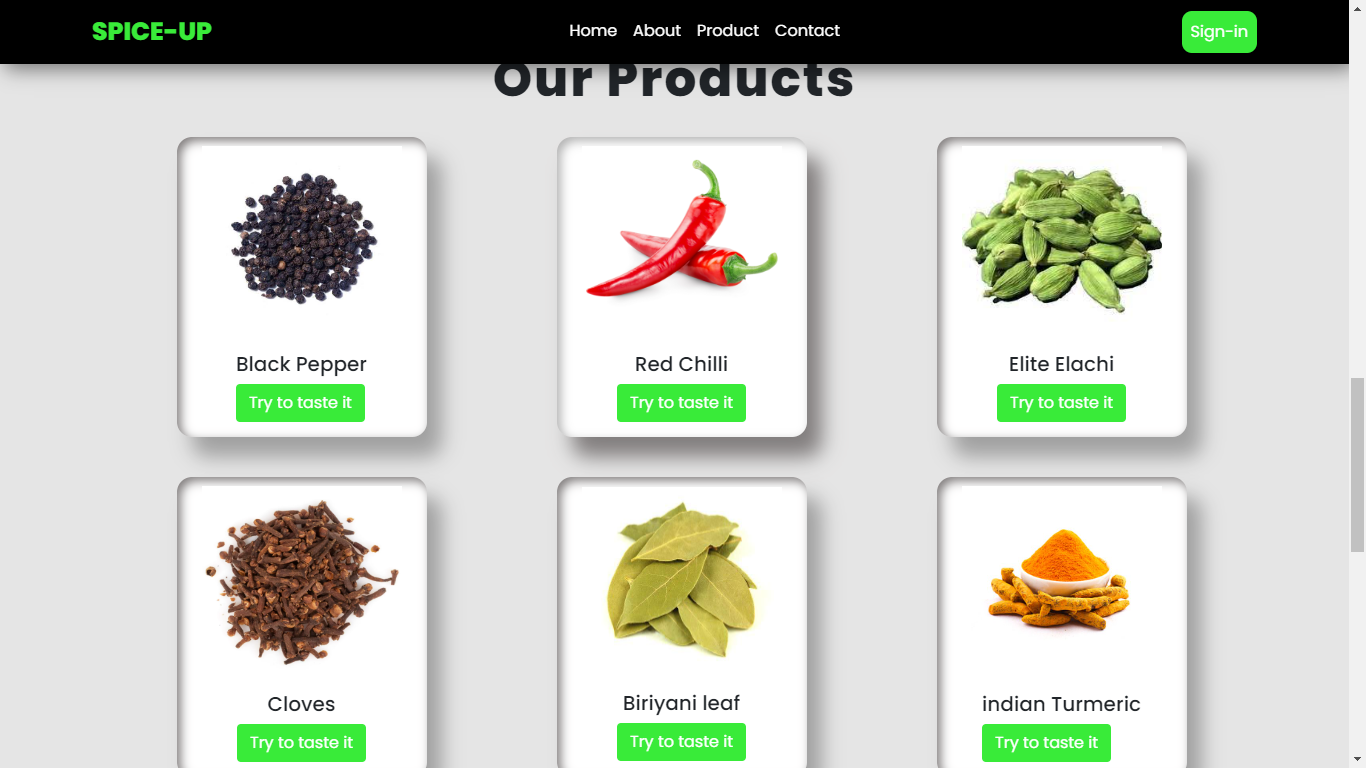 SPICE-UP
Home About Product Contact
Sign-in
Our Products
Black Pepper
Try to taste it
Red Chilli
Try to taste it
Elite Elachi
Try to taste it
Cloves
Try to taste it
Biriyani leaf
Try to taste it
indian Turmeric
Try to taste it